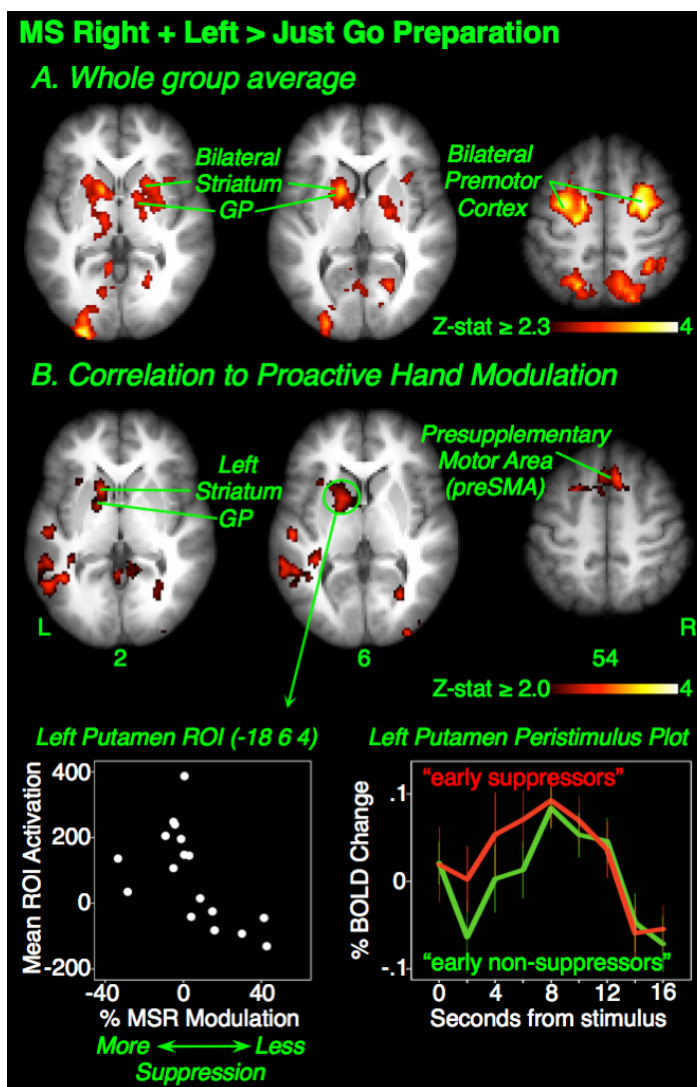 MS Right + Left > Just Go Preparation
A. Whole group average
Bilateral
Striatum
GP
Bilateral
Premotor
Cortex
Z-stat ≥ 2.3
4
B. Correlation to Proactive Hand Modulation
Left
Striatum
GP
Presupplementary
Motor Area
(preSMA)
L
R
2
6
54
Z-stat ≥ 2.0
4
Left Putamen ROI (-18 6 4)
Mean ROI Activation
400
200
0
-200
-40
0
40
% MSR Modulation
More
Less
Suppression
Left Putamen Peristimulus Plot
% BOLD Change
.1
0
-.1
"early suppressors"
"early non-suppressors"
0
4
8
12
16
Seconds from stimulus